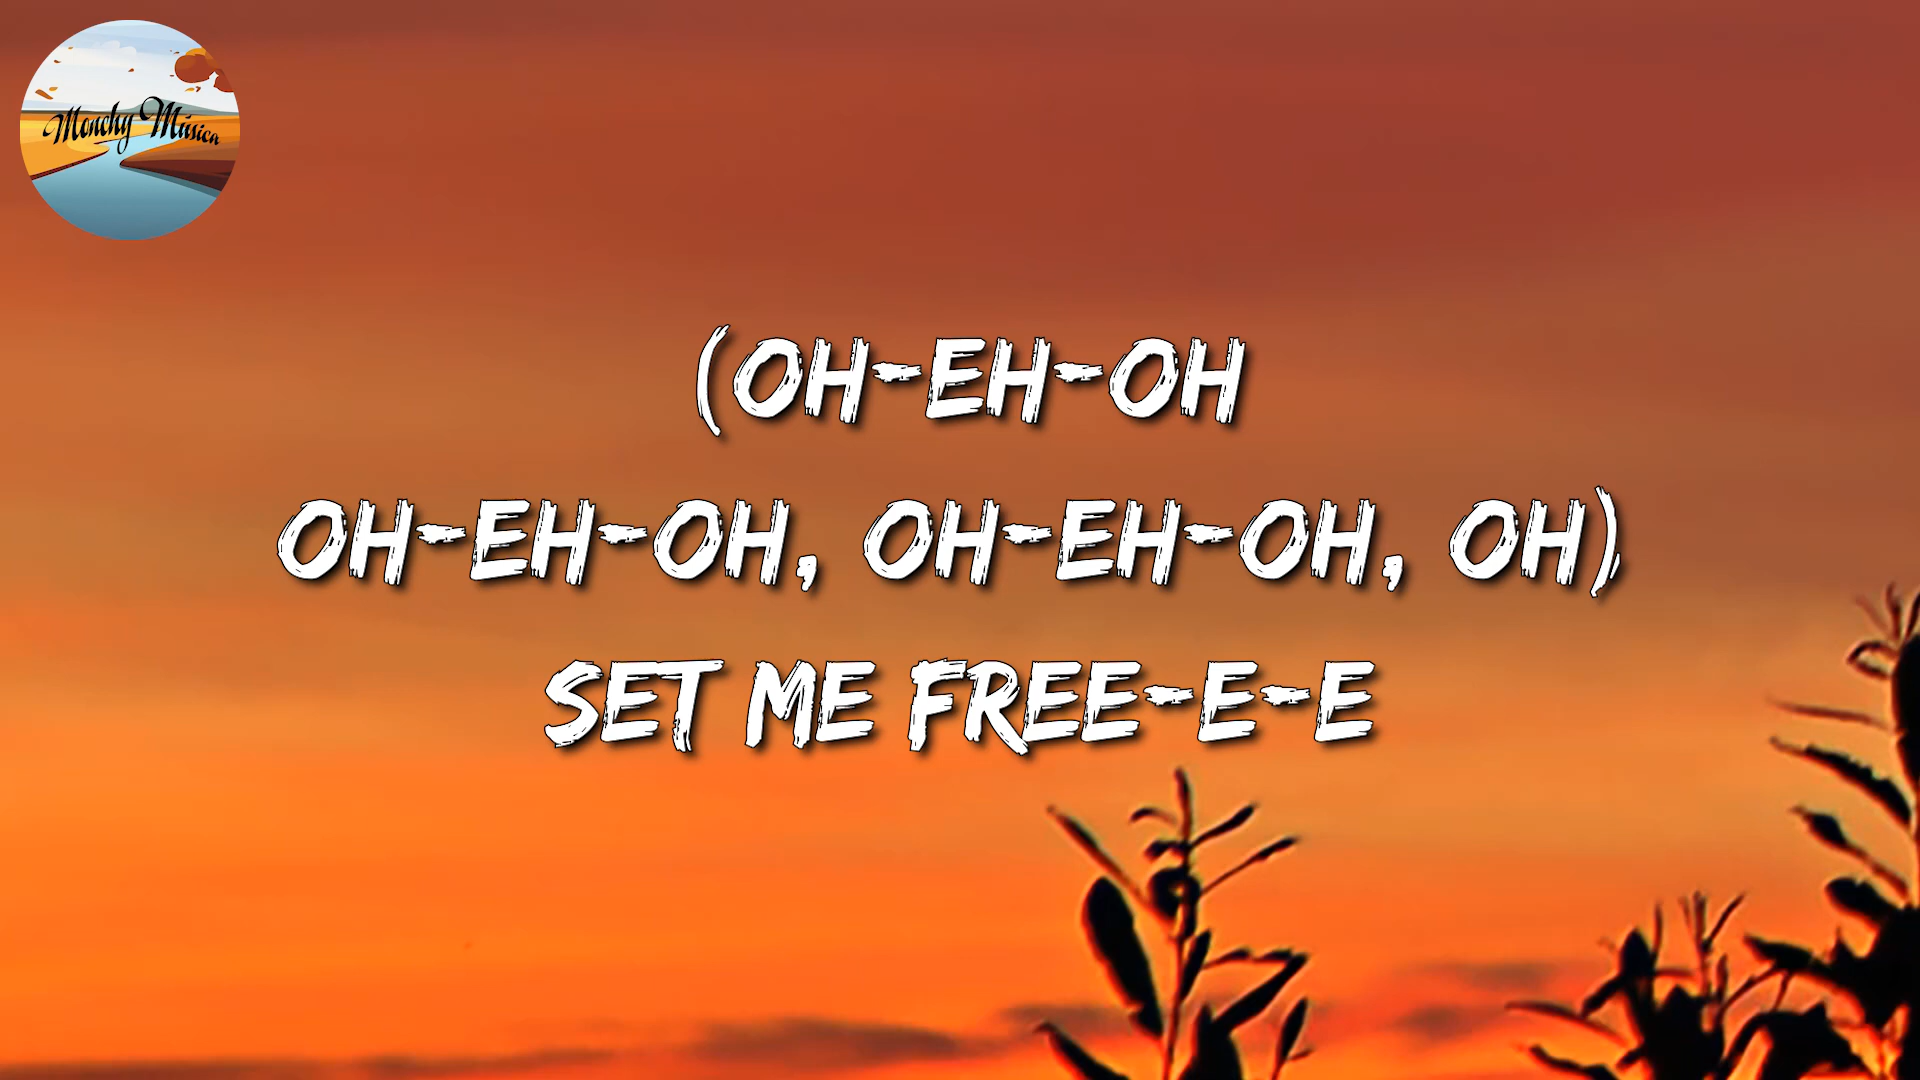 Monchy Música
(OH-EH-OH
OH-EH-OH, OH-EH-OH, OH)
SET ME FREE-E-E